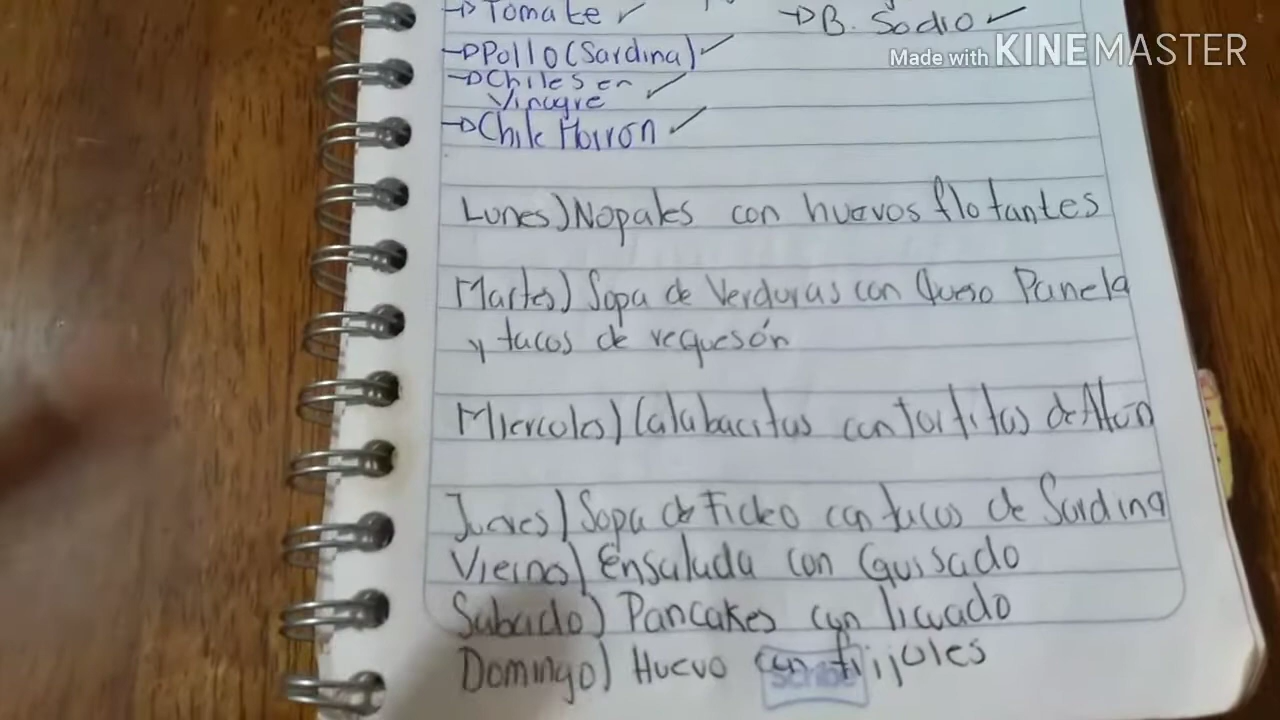 →Tomate ✓
→B. Sodio ✓
Made with KINEMASTER
→Pollo (Sardina) ✓
→Chiles en
Vinagre ✓
→Chile Morron ✓
Lunes) Nopales con huevos flotantes
Martes) Sopa de Verduras con Queso Panela
y tacos de requesón
Miercoles) Calabacitas con tortitas de Atún
Jueves) Sopa de Fideo con tacos de Sardina
Vierns) Ensalada con Guisado
Sabado) Pancakes con licuado
Domingo) Huevo con frijoles
Scribe